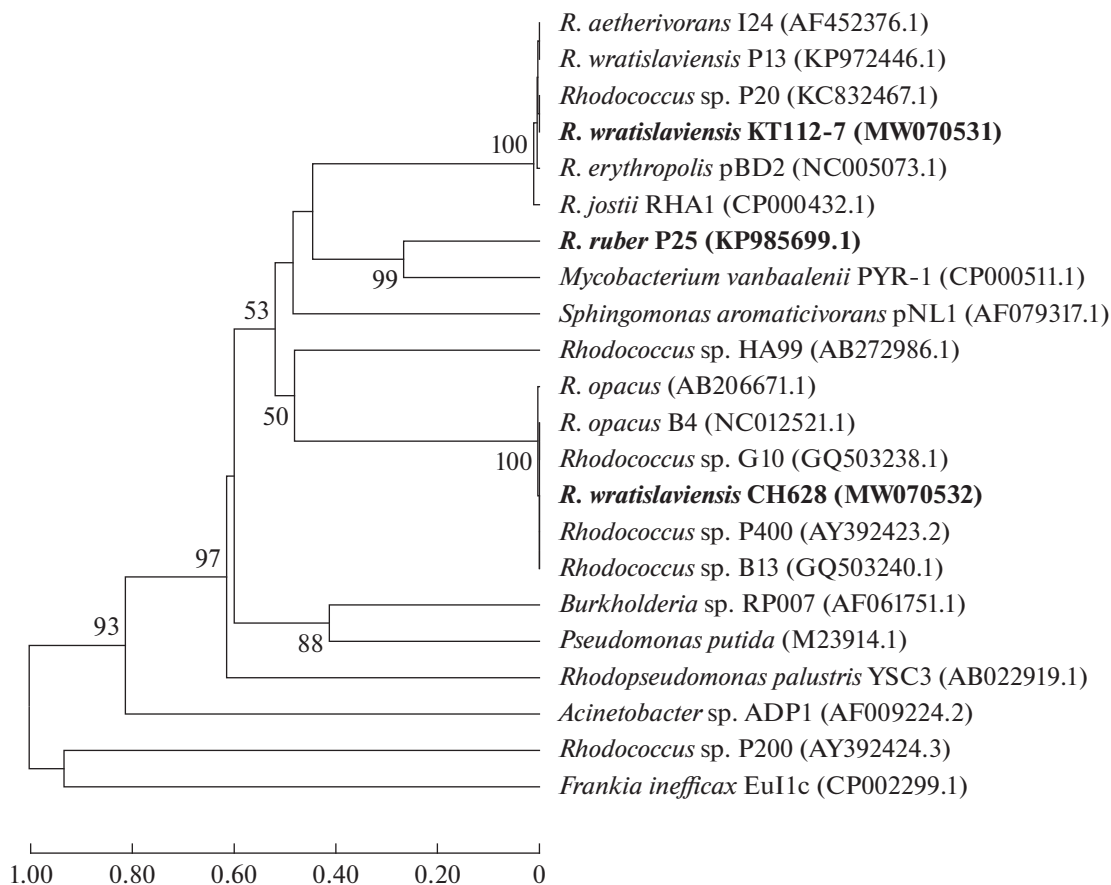 R. aetherivorans I24 (AF452376.1)
R. wratislaviensis P13 (KP972446.1)
Rhodococcus sp. P20 (KC832467.1)
R. wratislaviensis KT112-7 (MW070531)
100
R. erythropolis pBD2 (NC005073.1)
R. jostii RHA1 (CP000432.1)
R. ruber P25 (KP985699.1)
99
Mycobacterium vanbaalenii PYR-1 (CP000511.1)
53
Sphingomonas aromaticivorans pNL1 (AF079317.1)
Rhodococcus sp. HA99 (AB272986.1)
R. opacus (AB206671.1)
50
R. opacus B4 (NC012521.1)
100
Rhodococcus sp. G10 (GQ503238.1)
R. wratislaviensis CH628 (MW070532)
Rhodococcus sp. P400 (AY392423.2)
97
Rhodococcus sp. B13 (GQ503240.1)
Burkholderia sp. RP007 (AF061751.1)
93
88
Pseudomonas putida (M23914.1)
Rhodopseudomonas palustris YSC3 (AB022919.1)
Acinetobacter sp. ADP1 (AF009224.2)
Rhodococcus sp. P200 (AY392424.3)
Frankia inefficax EuI1c (CP002299.1)
1.00 0.80 0.60 0.40 0.20 0